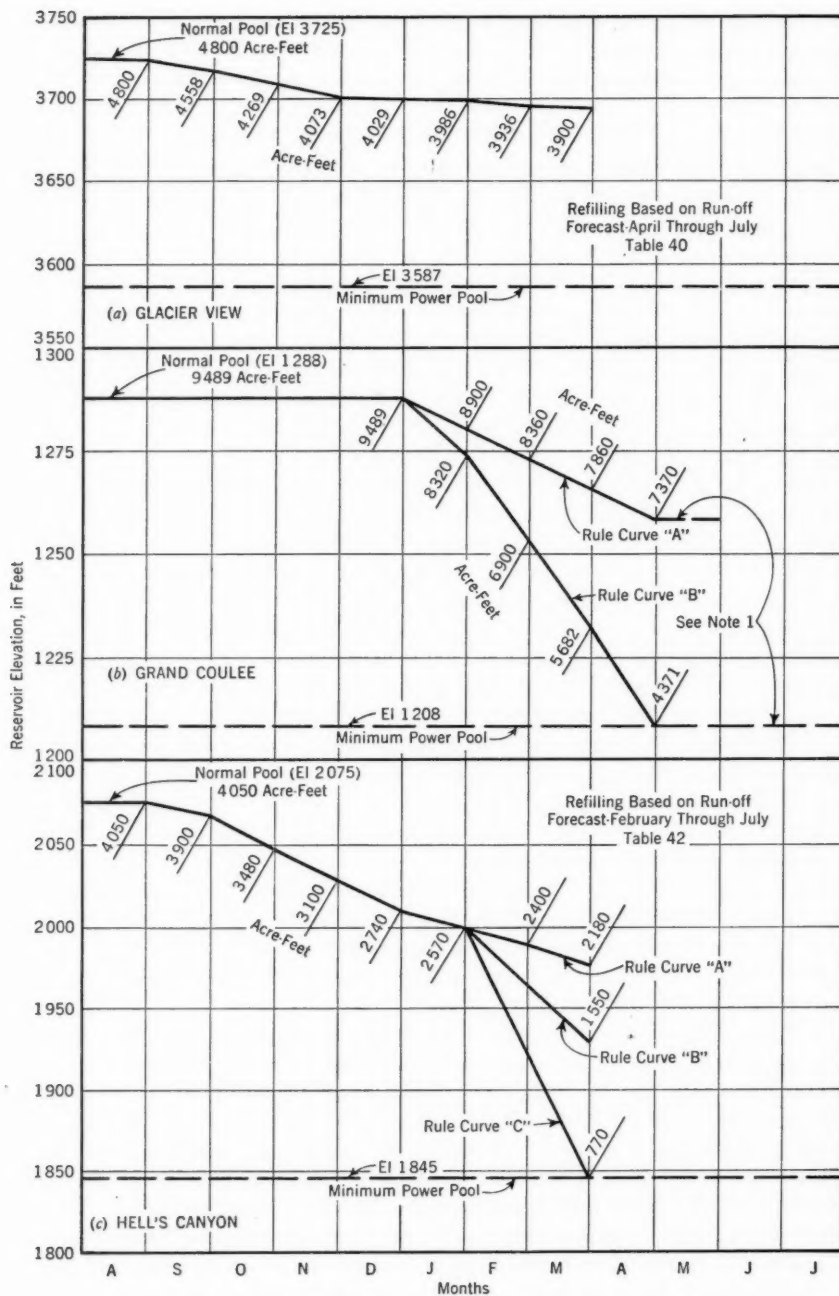 3750
Normal Pool (El 3725)
4800 Acre-Feet
4800
4558
4269
4073
4029
3986
3936
3900
Acre-Feet
3700
3650
Refilling Based on Run-off
Forecast-April Through July
Table 40
3600
El 3587
Minimum Power Pool
(a) GLACIER VIEW
3550
1300
Normal Pool (El 1288)
9489 Acre-Feet
9489
8900
8360
7860
7370
Acre-Feet
1275
8320
Rule Curve "A"
6900
Acre-Feet
1250
Rule Curve "B"
See Note 1
5682
4371
1225
(b) GRAND COULEE
El 1208
Minimum Power Pool
1200
2100
Normal Pool (El 2075)
4050 Acre-Feet
Refilling Based on Run-off
Forecast-February Through July
Table 42
4050
3900
3480
3100
2740
2570
2400
2180
Acre-Feet
2050
2000
Rule Curve "A"
1550
1950
Rule Curve "B"
1900
Rule Curve "C"
770
1850
El 1845
Minimum Power Pool
(c) HELL'S CANYON
1800
Reservoir Elevation, in Feet
A S O N D J F M A M J J
Months